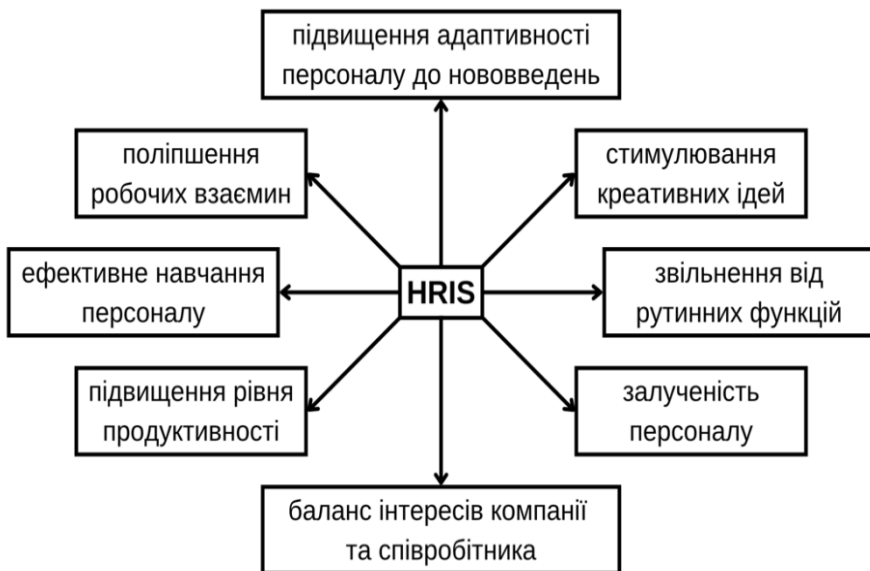 підвищення адаптивності
персоналу до нововведень
поліпшення
робочих взаємин
стимулювання
креативних ідей
ефективне навчання
персоналу
HRIS
звільнення від
рутинних функцій
підвищення рівня
продуктивності
залученість
персоналу
баланс інтересів компанії
та співробітника